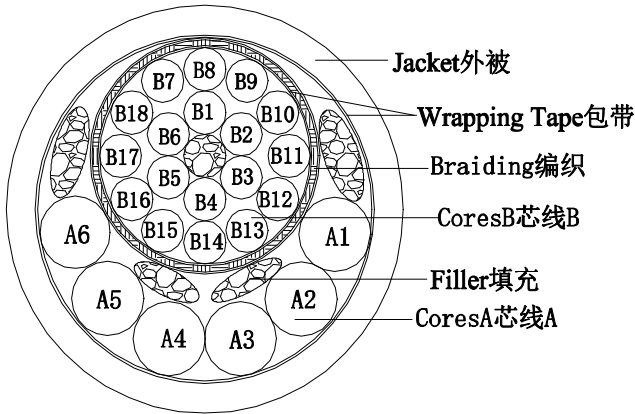 Jacket外被
Wrapping Tape包带
Braiding编织
CoresB芯线B
Filler填充
CoresA芯线A
B8
B7
B9
B18
B1
B10
B6
B2
B17
B11
B5
B3
B16
B4
B12
B15
B14
B13
A6
A1
A5
A2
A4
A3